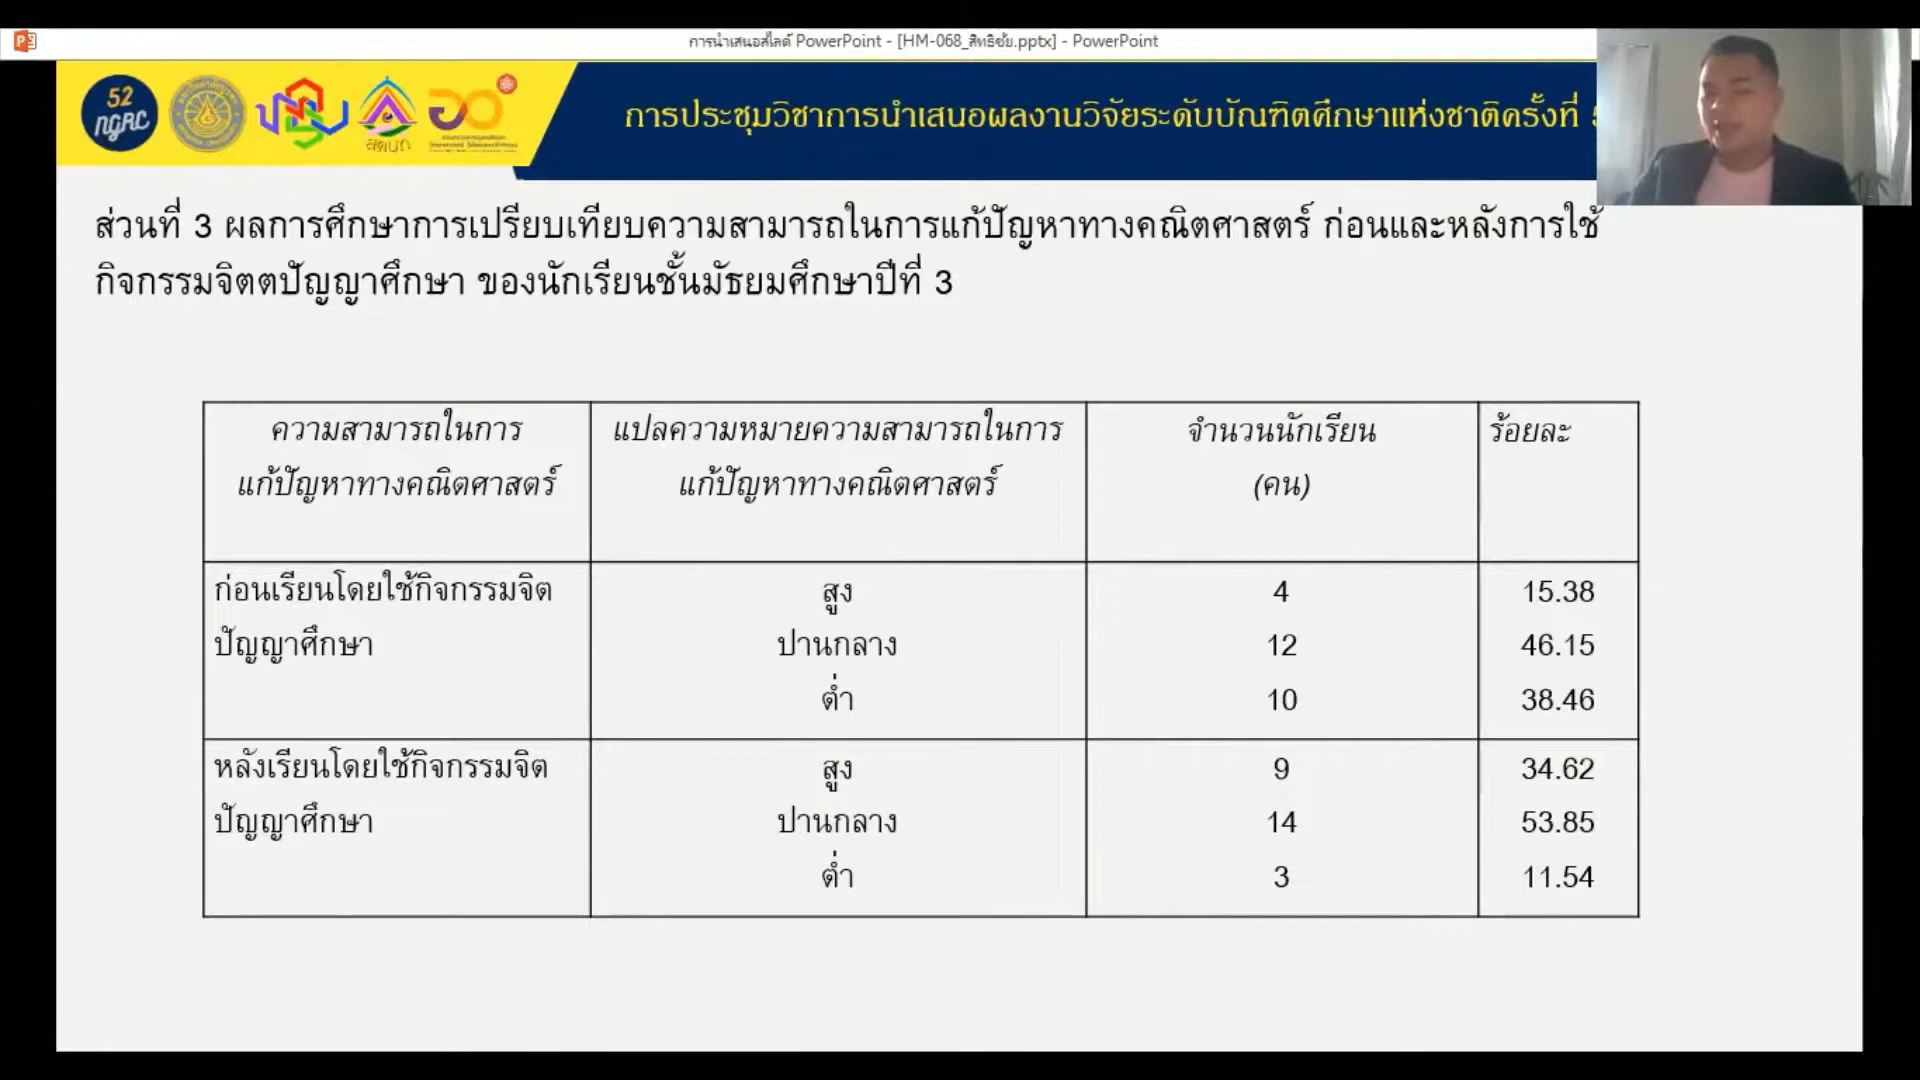 การนำเสนอสไลด์ PowerPoint - [HM-068_สิทธิชัย.pptx] - PowerPoint
52
nGRC
สคบท
การประชุมวิชาการนำเสนอผลงานวิจัยระดับบัณฑิตศึกษาแห่งชาติครั้งที่
ส่วนที่ 3 ผลการศึกษาการเปรียบเทียบความสามารถในการแก้ปัญหาทางคณิตศาสตร์ ก่อนและหลังการใช้
กิจกรรมจิตตปัญญาศึกษา ของนักเรียนชั้นมัธยมศึกษาปีที่ 3
ความสามารถในการ แปลความหมายความสามารถในการ จำนวนนักเรียน ร้อยละ
แก้ปัญหาทางคณิตศาสตร์ แก้ปัญหาทางคณิตศาสตร์ (คน)
ก่อนเรียนโดยใช้กิจกรรมจิต สูง 4 15.38
ปัญญาศึกษา ปานกลาง 12 46.15
ต่ำ 10 38.46
หลังเรียนโดยใช้กิจกรรมจิต สูง 9 34.62
ปัญญาศึกษา ปานกลาง 14 53.85
ต่ำ 3 11.54